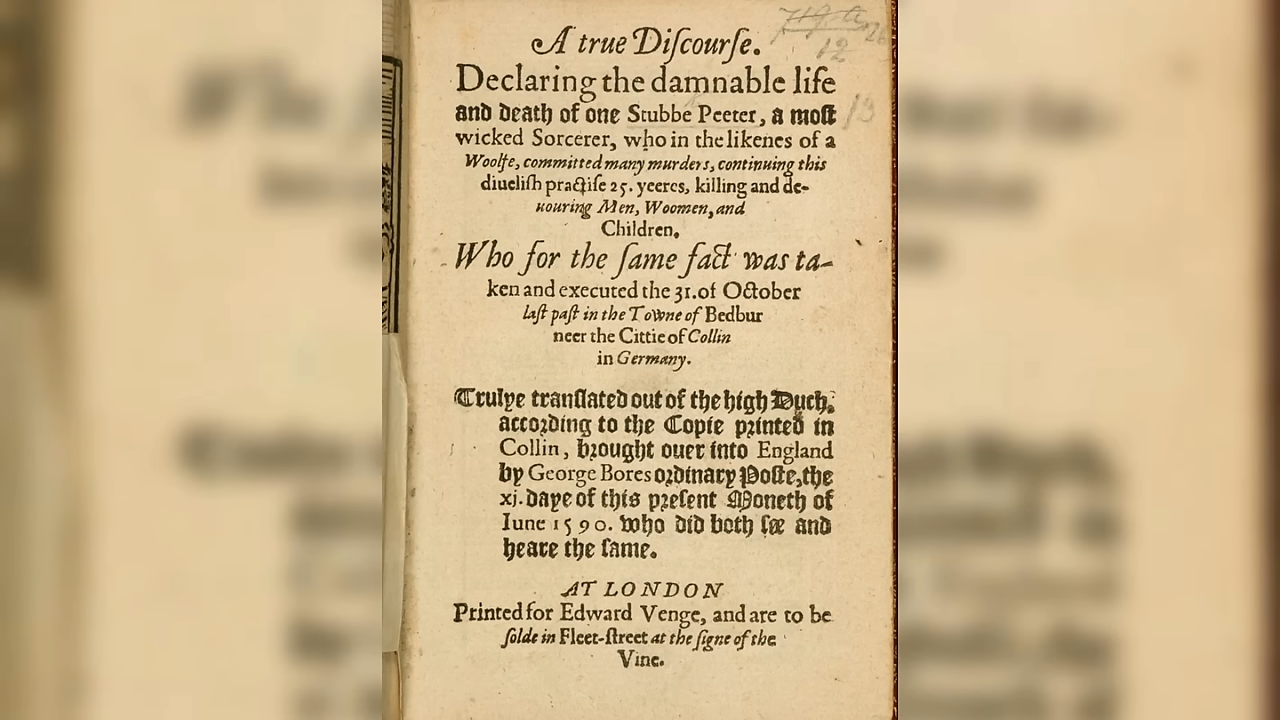 A true Diſcourſe.
Declaring the damnable life
and death of one Stubbe Peeter, a moſt
wicked Sorcerer, who in the likenes of a
Woolfe, committed many murders, continuing this
diueliſh practiſe 25. yeeres, killing and de-
uouring Men, Woomen, and
Children.
Who for the ſame fact was ta-
ken and executed the 31. of October
laſt paſt in the Towne of Bedbur
neer the Cittie of Collin
in Germany.
Trulye tranſlated out of the high Duch,
according to the Copie printed in
Collin, brought ouer into England
by George Bores ordinary Poſte, the
xj. daye of this preſent Moneth of
Iune 1590. who did both ſee and
heare the ſame.
AT LONDON
Printed for Edward Venge, and are to be
ſolde in Fleet-ſtreet at the ſigne of the
Vine.
12
13